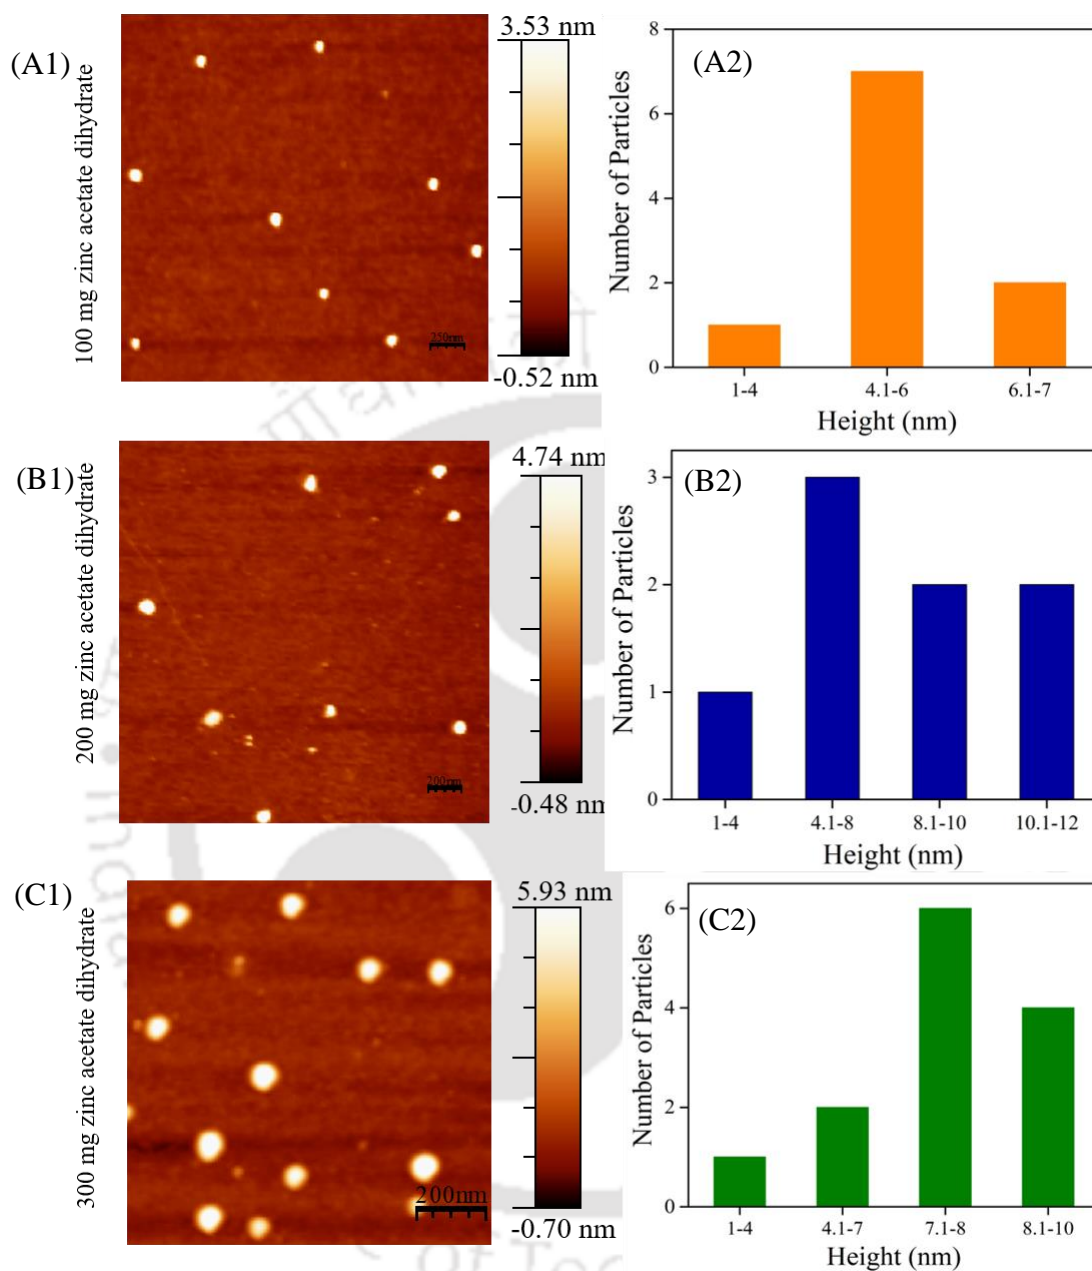 (A1)
100 mg zinc acetate dihydrate
250nm
3.53 nm
-0.52 nm
(A2)
Number of Particles
8
6
4
2
0
1-4 4.1-6 6.1-7
Height (nm)
(B1)
200 mg zinc acetate dihydrate
200nm
4.74 nm
-0.48 nm
(B2)
Number of Particles
3
2
1
0
1-4 4.1-8 8.1-10 10.1-12
Height (nm)
(C1)
300 mg zinc acetate dihydrate
200nm
5.93 nm
-0.70 nm
(C2)
Number of Particles
6
4
2
0
1-4 4.1-7 7.1-8 8.1-10
Height (nm)